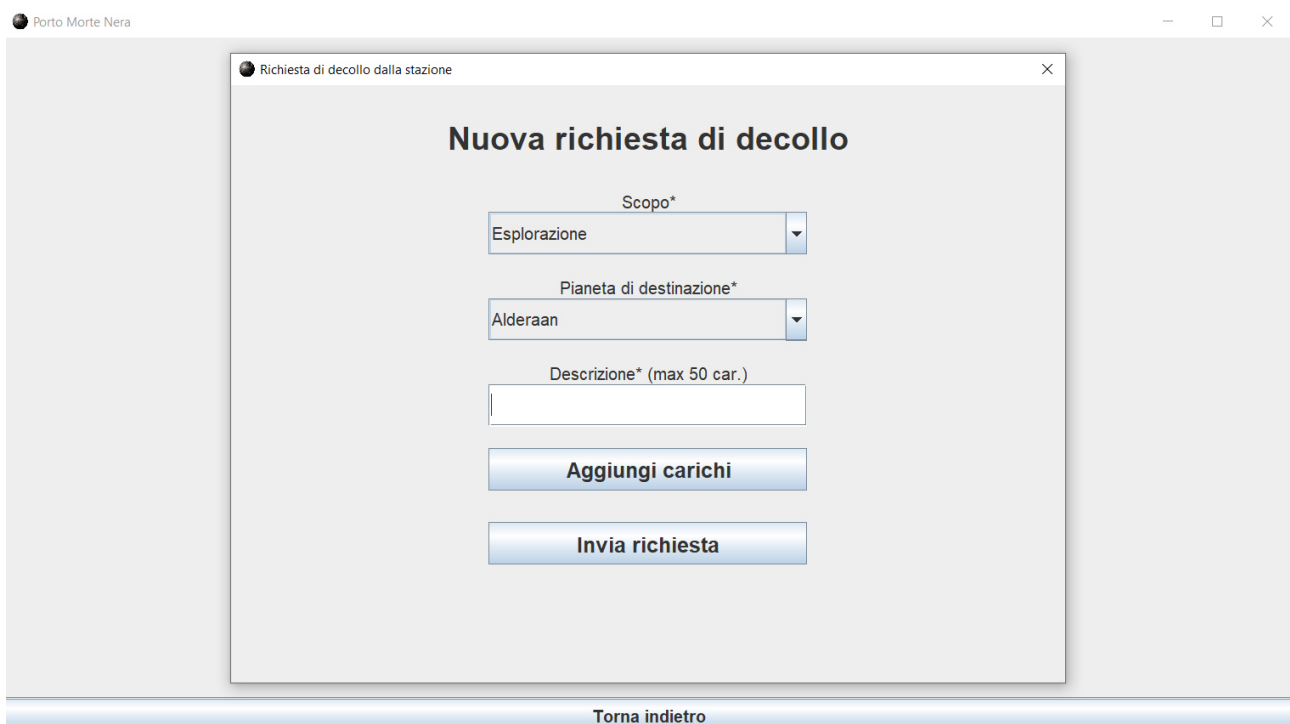 Porto Morte Nera
Richiesta di decollo dalla stazione
Nuova richiesta di decollo
Scopo*
Esplorazione
Pianeta di destinazione*
Alderaan
Descrizione* (max 50 car.)
Aggiungi carichi
Invia richiesta
Torna indietro